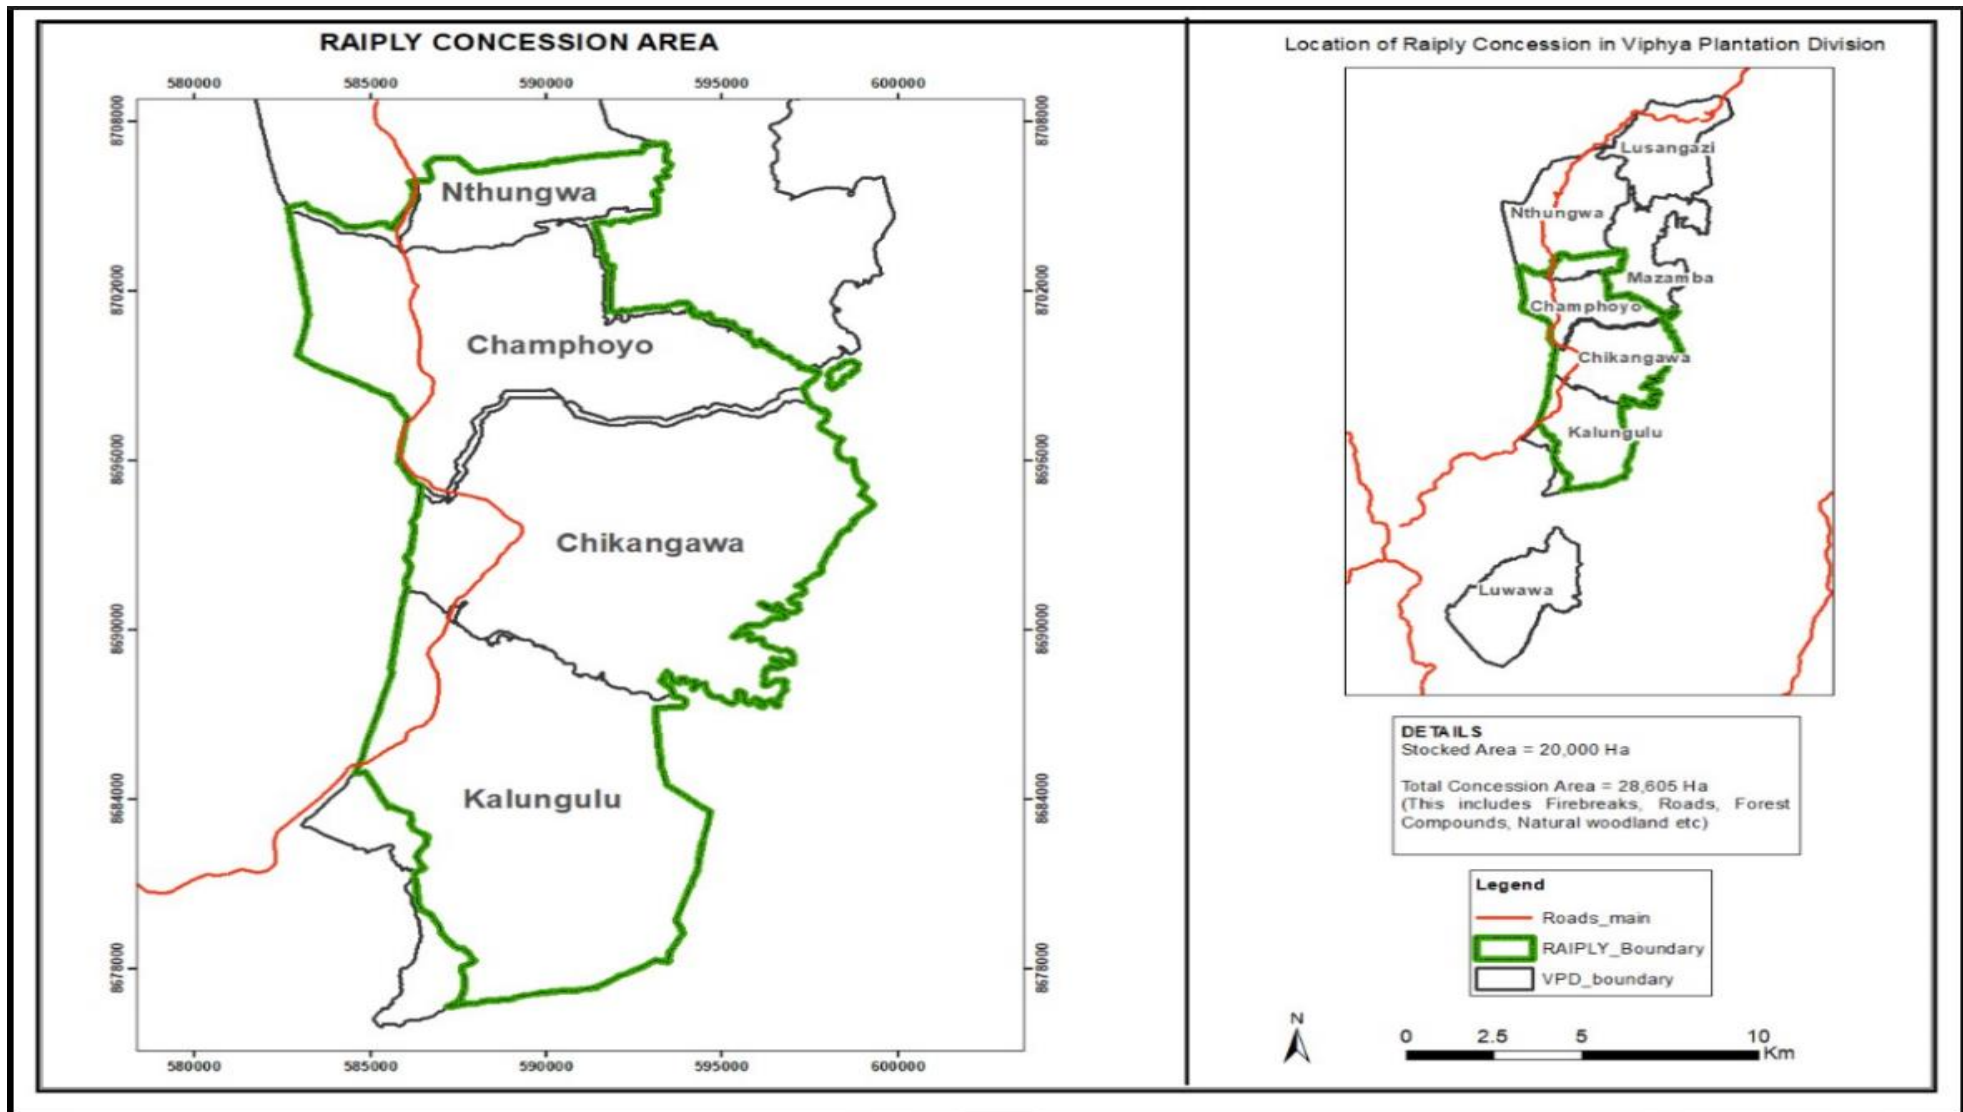 RAIPLY CONCESSION AREA
580000 585000 590000 595000 600000
8708000 8708000
Nthungwa
8702000 8702000
Champhoyo
8696000 8696000
Chikangawa
8690000 8690000
Kalungulu
8684000 8684000
8678000 8678000
580000 585000 590000 595000 600000
Location of Raiply Concession in Viphya Plantation Division
Lusangazi
Nthungwa
Mazamba
Champhoyo
Chikangawa
Kalungulu
Luwawa
DETAILS
Stocked Area = 20,000 Ha
Total Concession Area = 28,605 Ha
(This includes Firebreaks, Roads, Forest
Compounds, Natural woodland etc)
Legend
Roads_main
RAIPLY_Boundary
VPD_boundary
N
0 2.5 5 10
Km